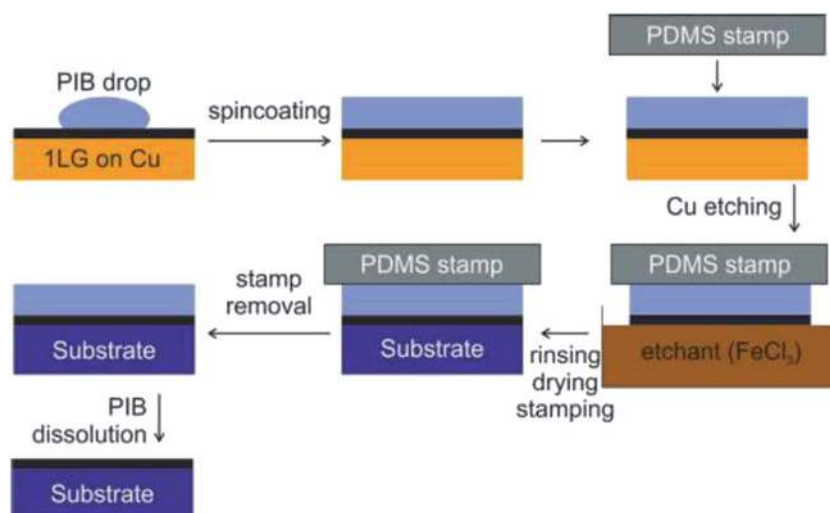 PDMS stamp
PIB drop
spincoating
1LG on Cu
Cu etching
PDMS stamp
PDMS stamp
stamp
removal
Substrate
Substrate
etchant (FeCl₃)
rinsing
drying
stamping
PIB
dissolution
Substrate